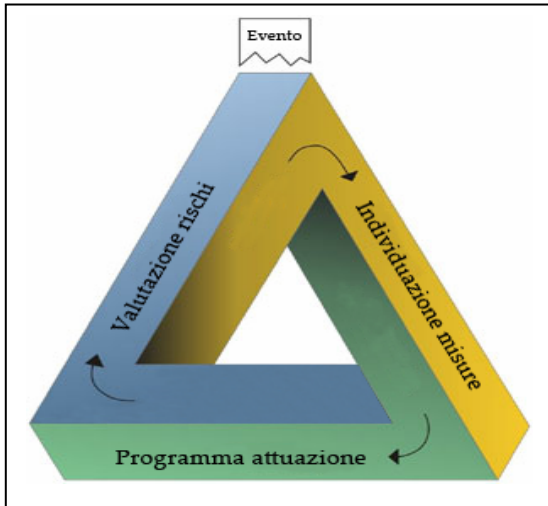 Evento
Valutazione rischi
Individuazione misure
Programma attuazione